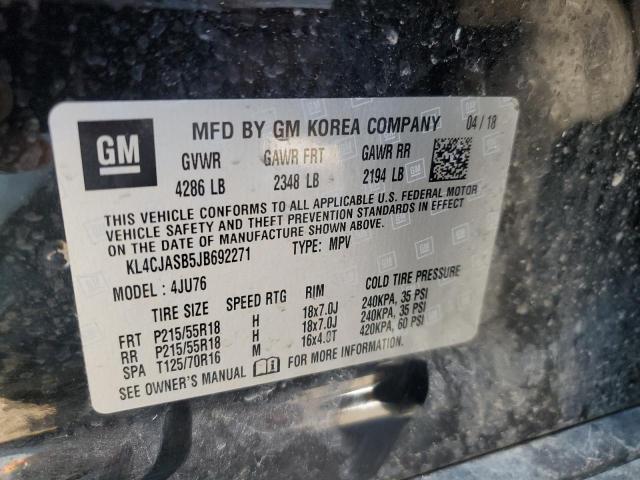 GM
MFD BY GM KOREA COMPANY 04/18
GVWR GAWR FRT GAWR RR
4286 LB 2348 LB 2194 LB
THIS VEHICLE CONFORMS TO ALL APPLICABLE U.S. FEDERAL MOTOR
VEHICLE SAFETY AND THEFT PREVENTION STANDARDS IN EFFECT
ON THE DATE OF MANUFACTURE SHOWN ABOVE.
KL4CJASB5JB692271 TYPE: MPV
MODEL: 4JU76
TIRE SIZE SPEED RTG RIM COLD TIRE PRESSURE
FRT P215/55R18 H 18x7.0J 240KPA, 35 PSI
RR P215/55R18 H 18x7.0J 240KPA, 35 PSI
SPA T125/70R16 M 16x4.0T 420KPA, 60 PSI
SEE OWNER'S MANUAL FOR MORE INFORMATION.